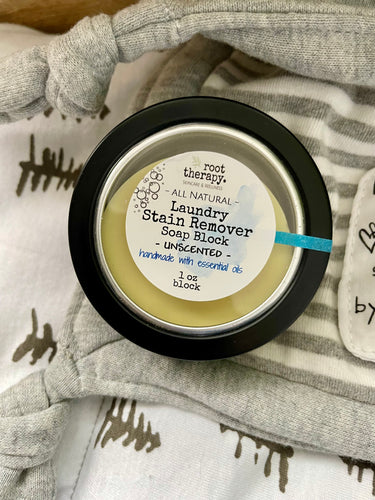 root
therapy.
SKINCARE & WELLNESS
- ALL NATURAL -
Laundry
Stain Remover
Soap Block
- UNSCENTED -
handmade with essential oils
1 oz
block
by